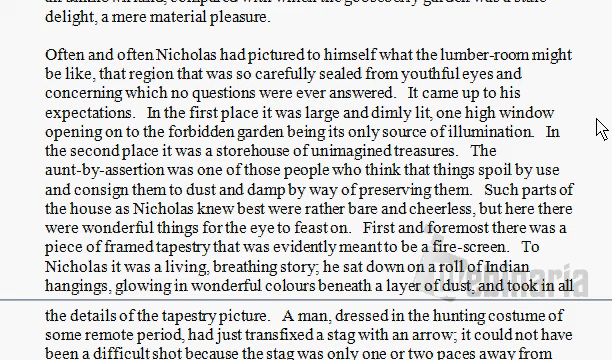 delight, a mere material pleasure.
Often and often Nicholas had pictured to himself what the lumber-room might
be like, that region that was so carefully sealed from youthful eyes and
concerning which no questions were ever answered. It came up to his
expectations. In the first place it was large and dimly lit, one high window
opening on to the forbidden garden being its only source of illumination. In
the second place it was a storehouse of unimagined treasures. The
aunt-by-assertion was one of those people who think that things spoil by use
and consign them to dust and damp by way of preserving them. Such parts of
the house as Nicholas knew best were rather bare and cheerless, but here there
were wonderful things for the eye to feast on. First and foremost there was a
piece of framed tapestry that was evidently meant to be a fire-screen. To
Nicholas it was a living, breathing story; he sat down on a roll of Indian
hangings, glowing in wonderful colours beneath a layer of dust, and took in all
the details of the tapestry picture. A man, dressed in the hunting costume of
some remote period, had just transfixed a stag with an arrow; it could not have
been a difficult shot because the stag was only one or two paces away from